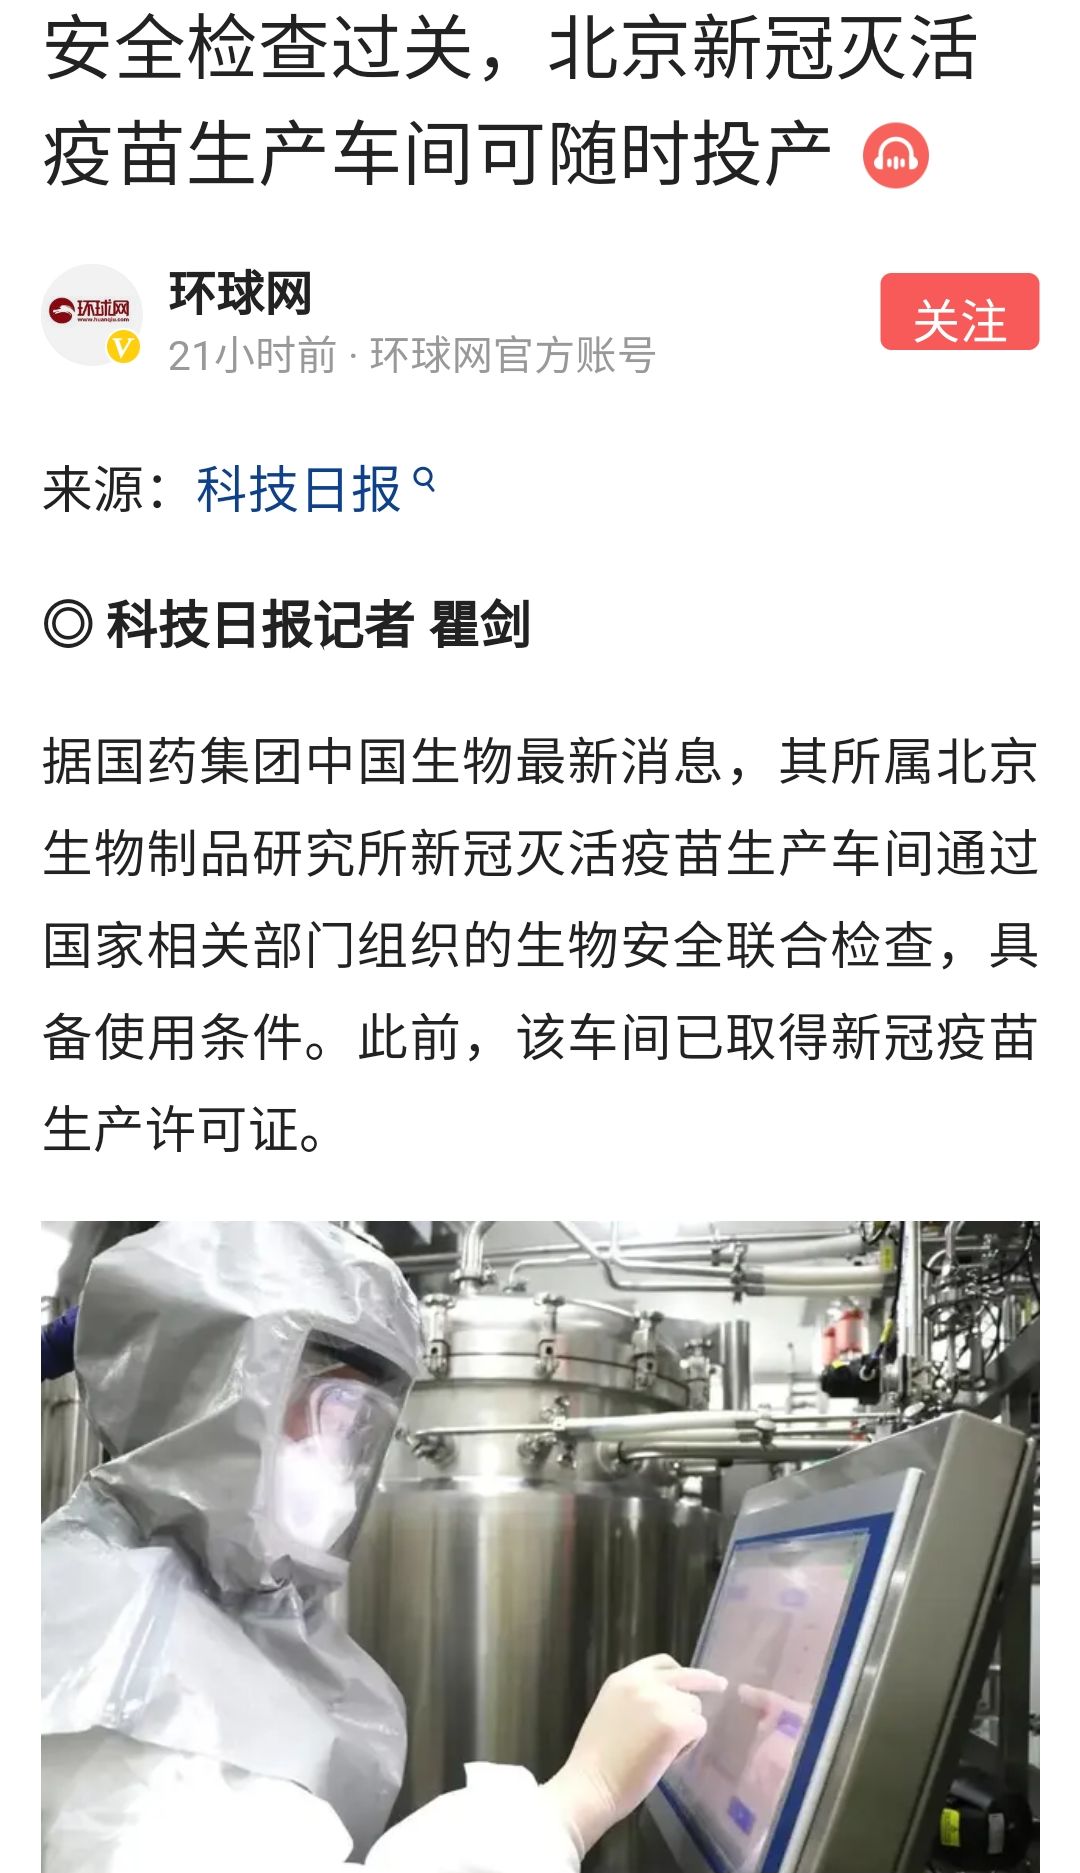 安全检查过关，北京新冠灭活
疫苗生产车间可随时投产
环球网
www.huanqiu.com
V
环球网
21小时前 · 环球网官方账号
关注
来源：科技日报
◎ 科技日报记者 瞿剑
据国药集团中国生物最新消息，其所属北京
生物制品研究所新冠灭活疫苗生产车间通过
国家相关部门组织的生物安全联合检查，具
备使用条件。此前，该车间已取得新冠疫苗
生产许可证。